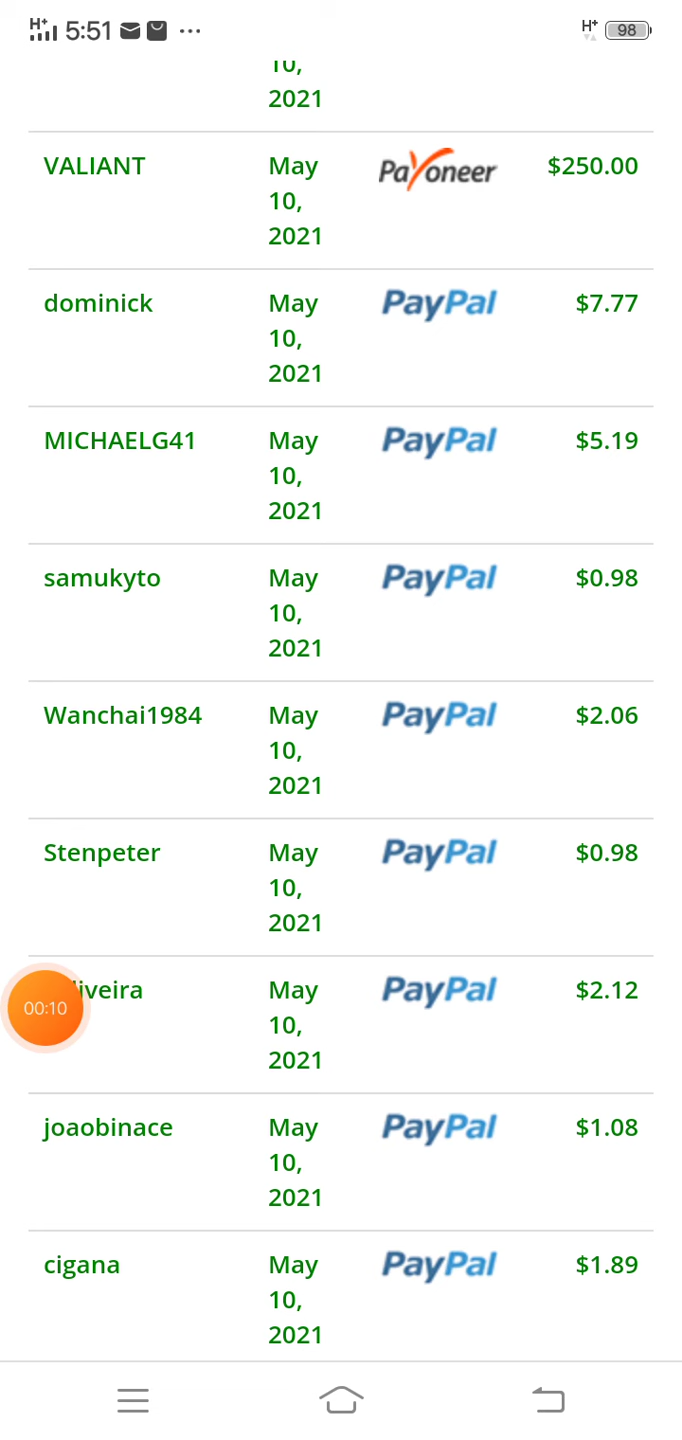 H+ 5:51 ... H+ 98
10,
2021
VALIANT May Payoneer $250.00
10,
2021
dominick May PayPal $7.77
10,
2021
MICHAELG41 May PayPal $5.19
10,
2021
samukyto May PayPal $0.98
10,
2021
Wanchai1984 May PayPal $2.06
10,
2021
Stenpeter May PayPal $0.98
10,
2021
00:10 May PayPal $2.12
10,
2021
joaobinace May PayPal $1.08
10,
2021
cigana May PayPal $1.89
10,
2021